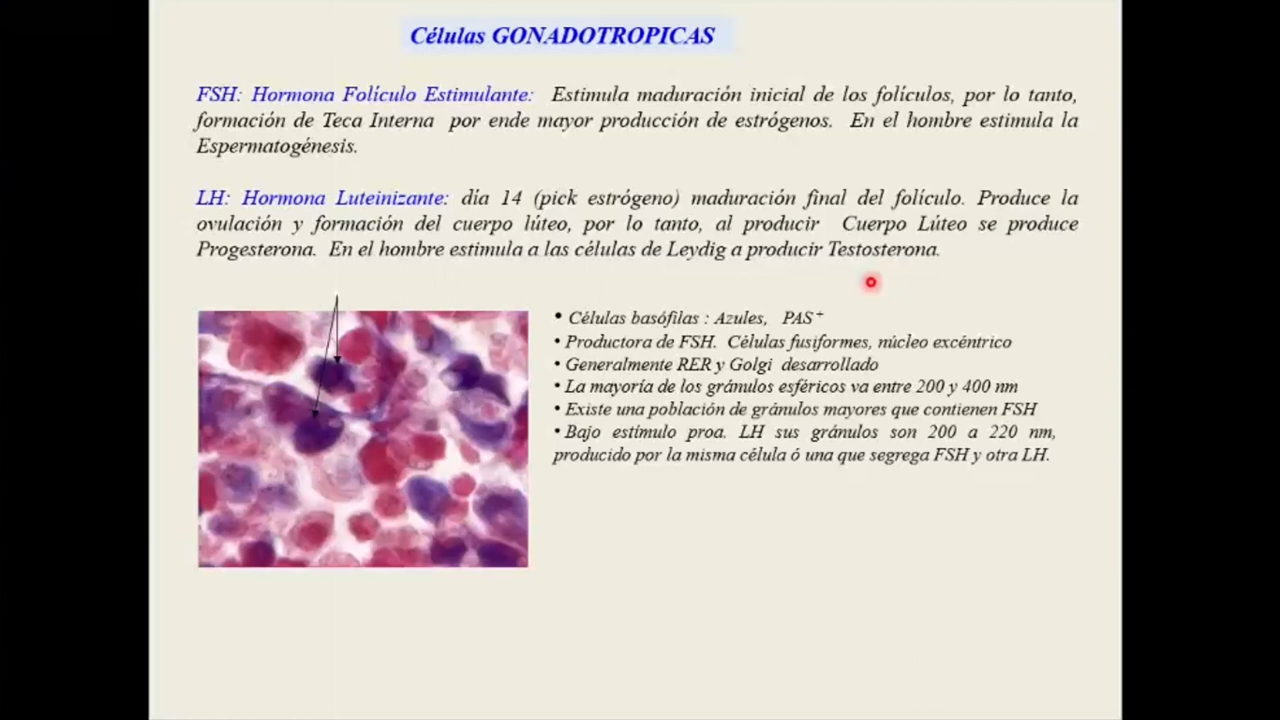 Células GONADOTROPICAS
FSH: Hormona Folículo Estimulante: Estimula maduración inicial de los folículos, por lo tanto,
formación de Teca Interna por ende mayor producción de estrógenos. En el hombre estimula la
Espermatogénesis.
LH: Hormona Luteinizante: día 14 (pick estrógeno) maduración final del folículo. Produce la
ovulación y formación del cuerpo lúteo, por lo tanto, al producir Cuerpo Lúteo se produce
Progesterona. En el hombre estimula a las células de Leydig a producir Testosterona.
• Células basófilas : Azules, PAS⁺
• Productora de FSH. Células fusiformes, núcleo excéntrico
• Generalmente RER y Golgi desarrollado
• La mayoría de los gránulos esféricos va entre 200 y 400 nm
• Existe una población de gránulos mayores que contienen FSH
• Bajo estímulo proa. LH sus gránulos son 200 a 220 nm,
producido por la misma célula ó una que segrega FSH y otra LH.